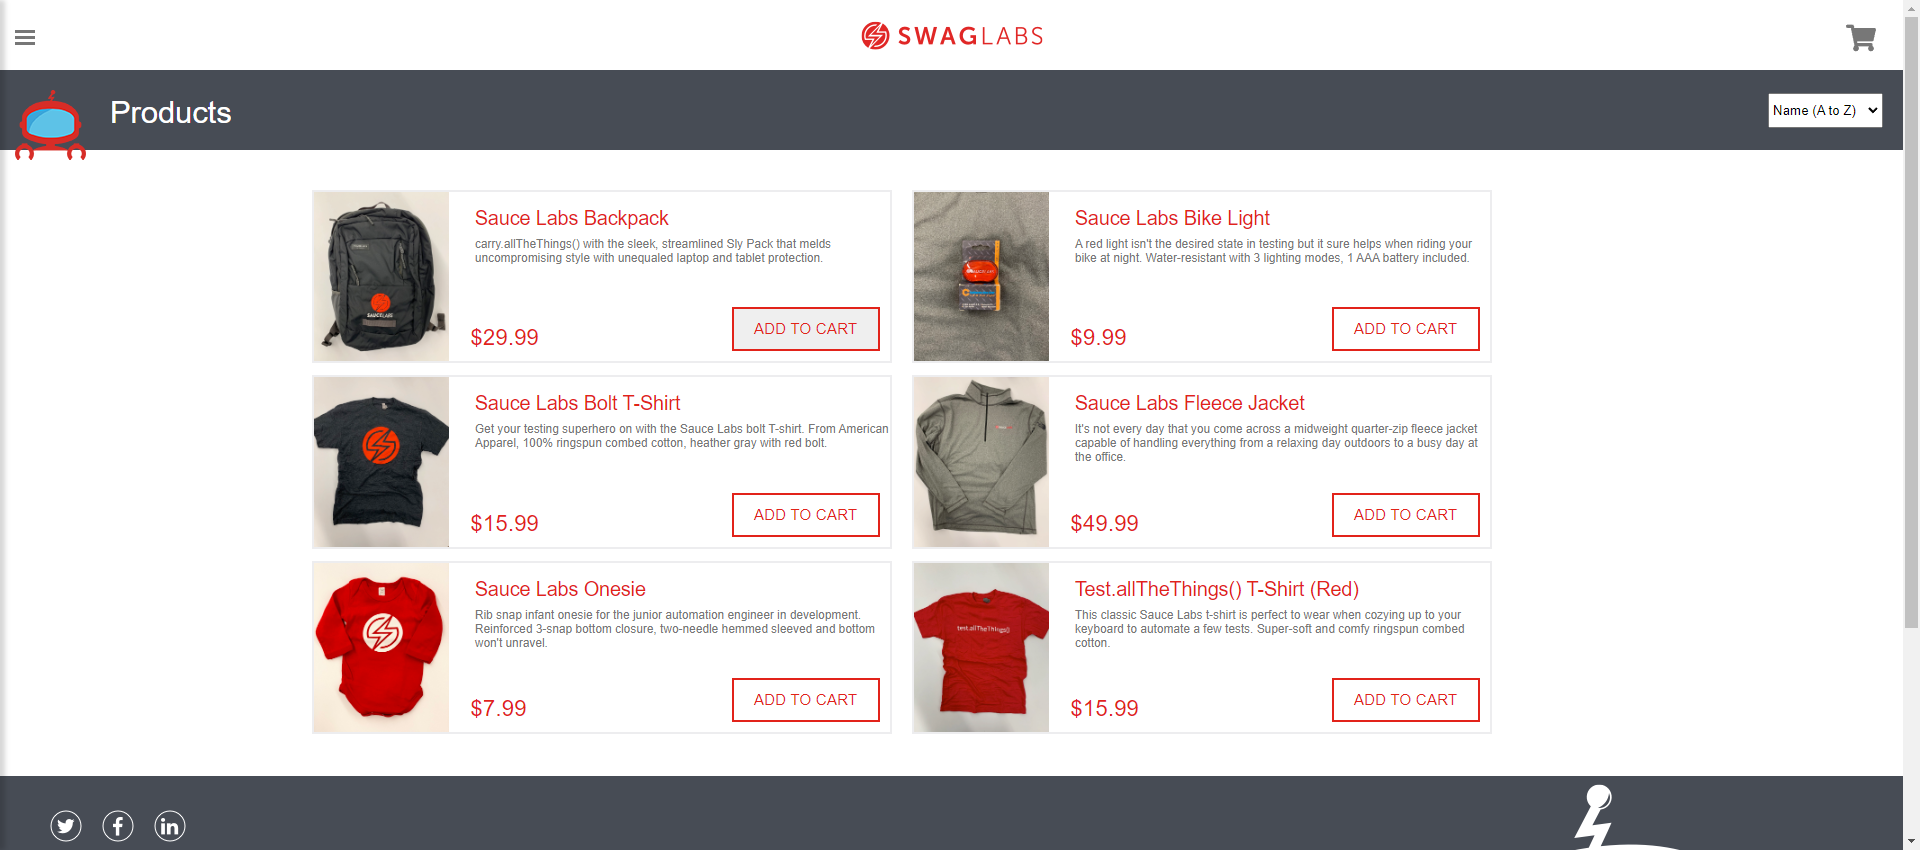 SWAGLABS
Products
Name (A to Z)
Sauce Labs Backpack
carry.allTheThings() with the sleek, streamlined Sly Pack that melds
uncompromising style with unequaled laptop and tablet protection.
$29.99
ADD TO CART
SAUCELABS
Sauce Labs Bike Light
A red light isn't the desired state in testing but it sure helps when riding your
bike at night. Water-resistant with 3 lighting modes, 1 AAA battery included.
$9.99
ADD TO CART
SAUCELABS
Sauce Labs Bolt T-Shirt
Get your testing superhero on with the Sauce Labs bolt T-shirt. From American
Apparel, 100% ringspun combed cotton, heather gray with red bolt.
$15.99
ADD TO CART
Sauce Labs Fleece Jacket
It's not every day that you come across a midweight quarter-zip fleece jacket
capable of handling everything from a relaxing day outdoors to a busy day at
the office.
$49.99
ADD TO CART
Sauce Labs Onesie
Rib snap infant onesie for the junior automation engineer in development.
Reinforced 3-snap bottom closure, two-needle hemmed sleeved and bottom
won't unravel.
$7.99
ADD TO CART
test.allTheThings()
Test.allTheThings() T-Shirt (Red)
This classic Sauce Labs t-shirt is perfect to wear when cozying up to your
keyboard to automate a few tests. Super-soft and comfy ringspun combed
cotton.
$15.99
ADD TO CART